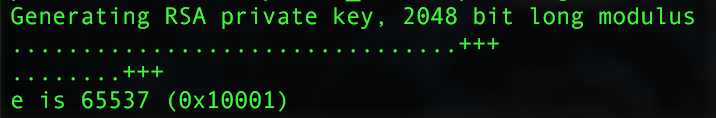 Generating RSA private key, 2048 bit long modulus
................................+++
........+++
e is 65537 (0x10001)